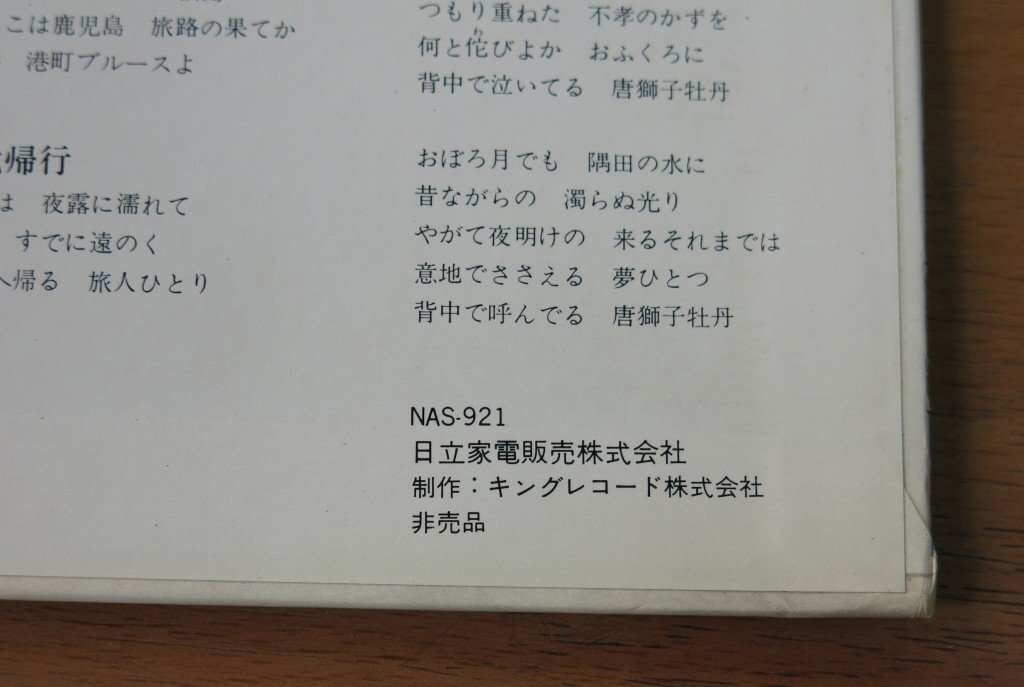 こは鹿児島　旅路の果てか
港町ブルースよ
帰行
は　夜露に濡れて
すでに遠のく
へ帰る　旅人ひとり
つもり重ねた　不孝のかずを
何と佗びよか　おふくろに
背中で泣いてる　唐獅子牡丹
おぼろ月でも　隅田の水に
昔ながらの　濁らぬ光り
やがて夜明けの　来るそれまでは
意地でささえる　夢ひとつ
背中で呼んでる　唐獅子牡丹
NAS-921
日立家電販売株式会社
制作：キングレコード株式会社
非売品